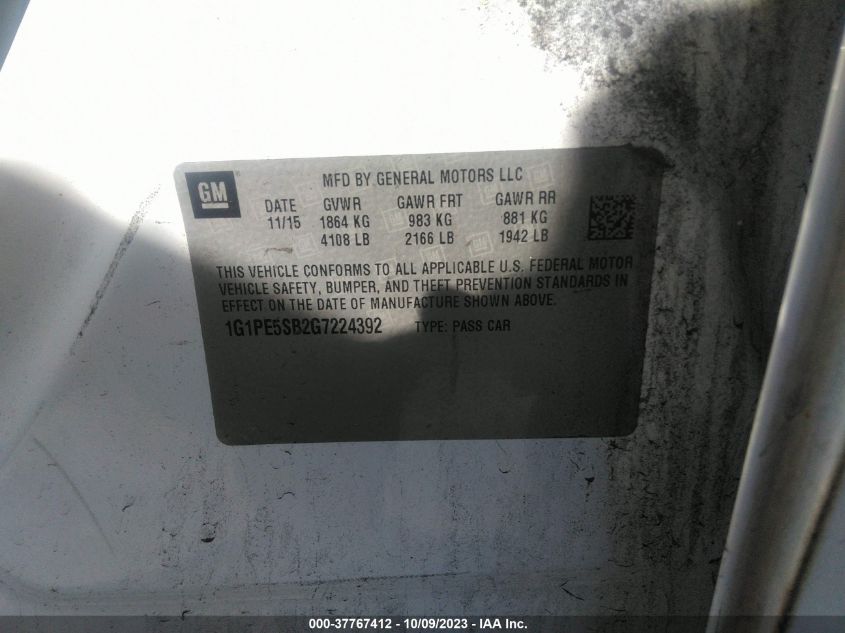 GM
MFD BY GENERAL MOTORS LLC
DATE GVWR GAWR FRT GAWR RR
11/15 1864 KG 983 KG 881 KG
4108 LB 2166 LB 1942 LB
THIS VEHICLE CONFORMS TO ALL APPLICABLE U.S. FEDERAL MOTOR
VEHICLE SAFETY, BUMPER, AND THEFT PREVENTION STANDARDS IN
EFFECT ON THE DATE OF MANUFACTURE SHOWN ABOVE.
1G1PE5SB2G7224392 TYPE: PASS CAR
000-37767412 - 10/09/2023 - IAA Inc.